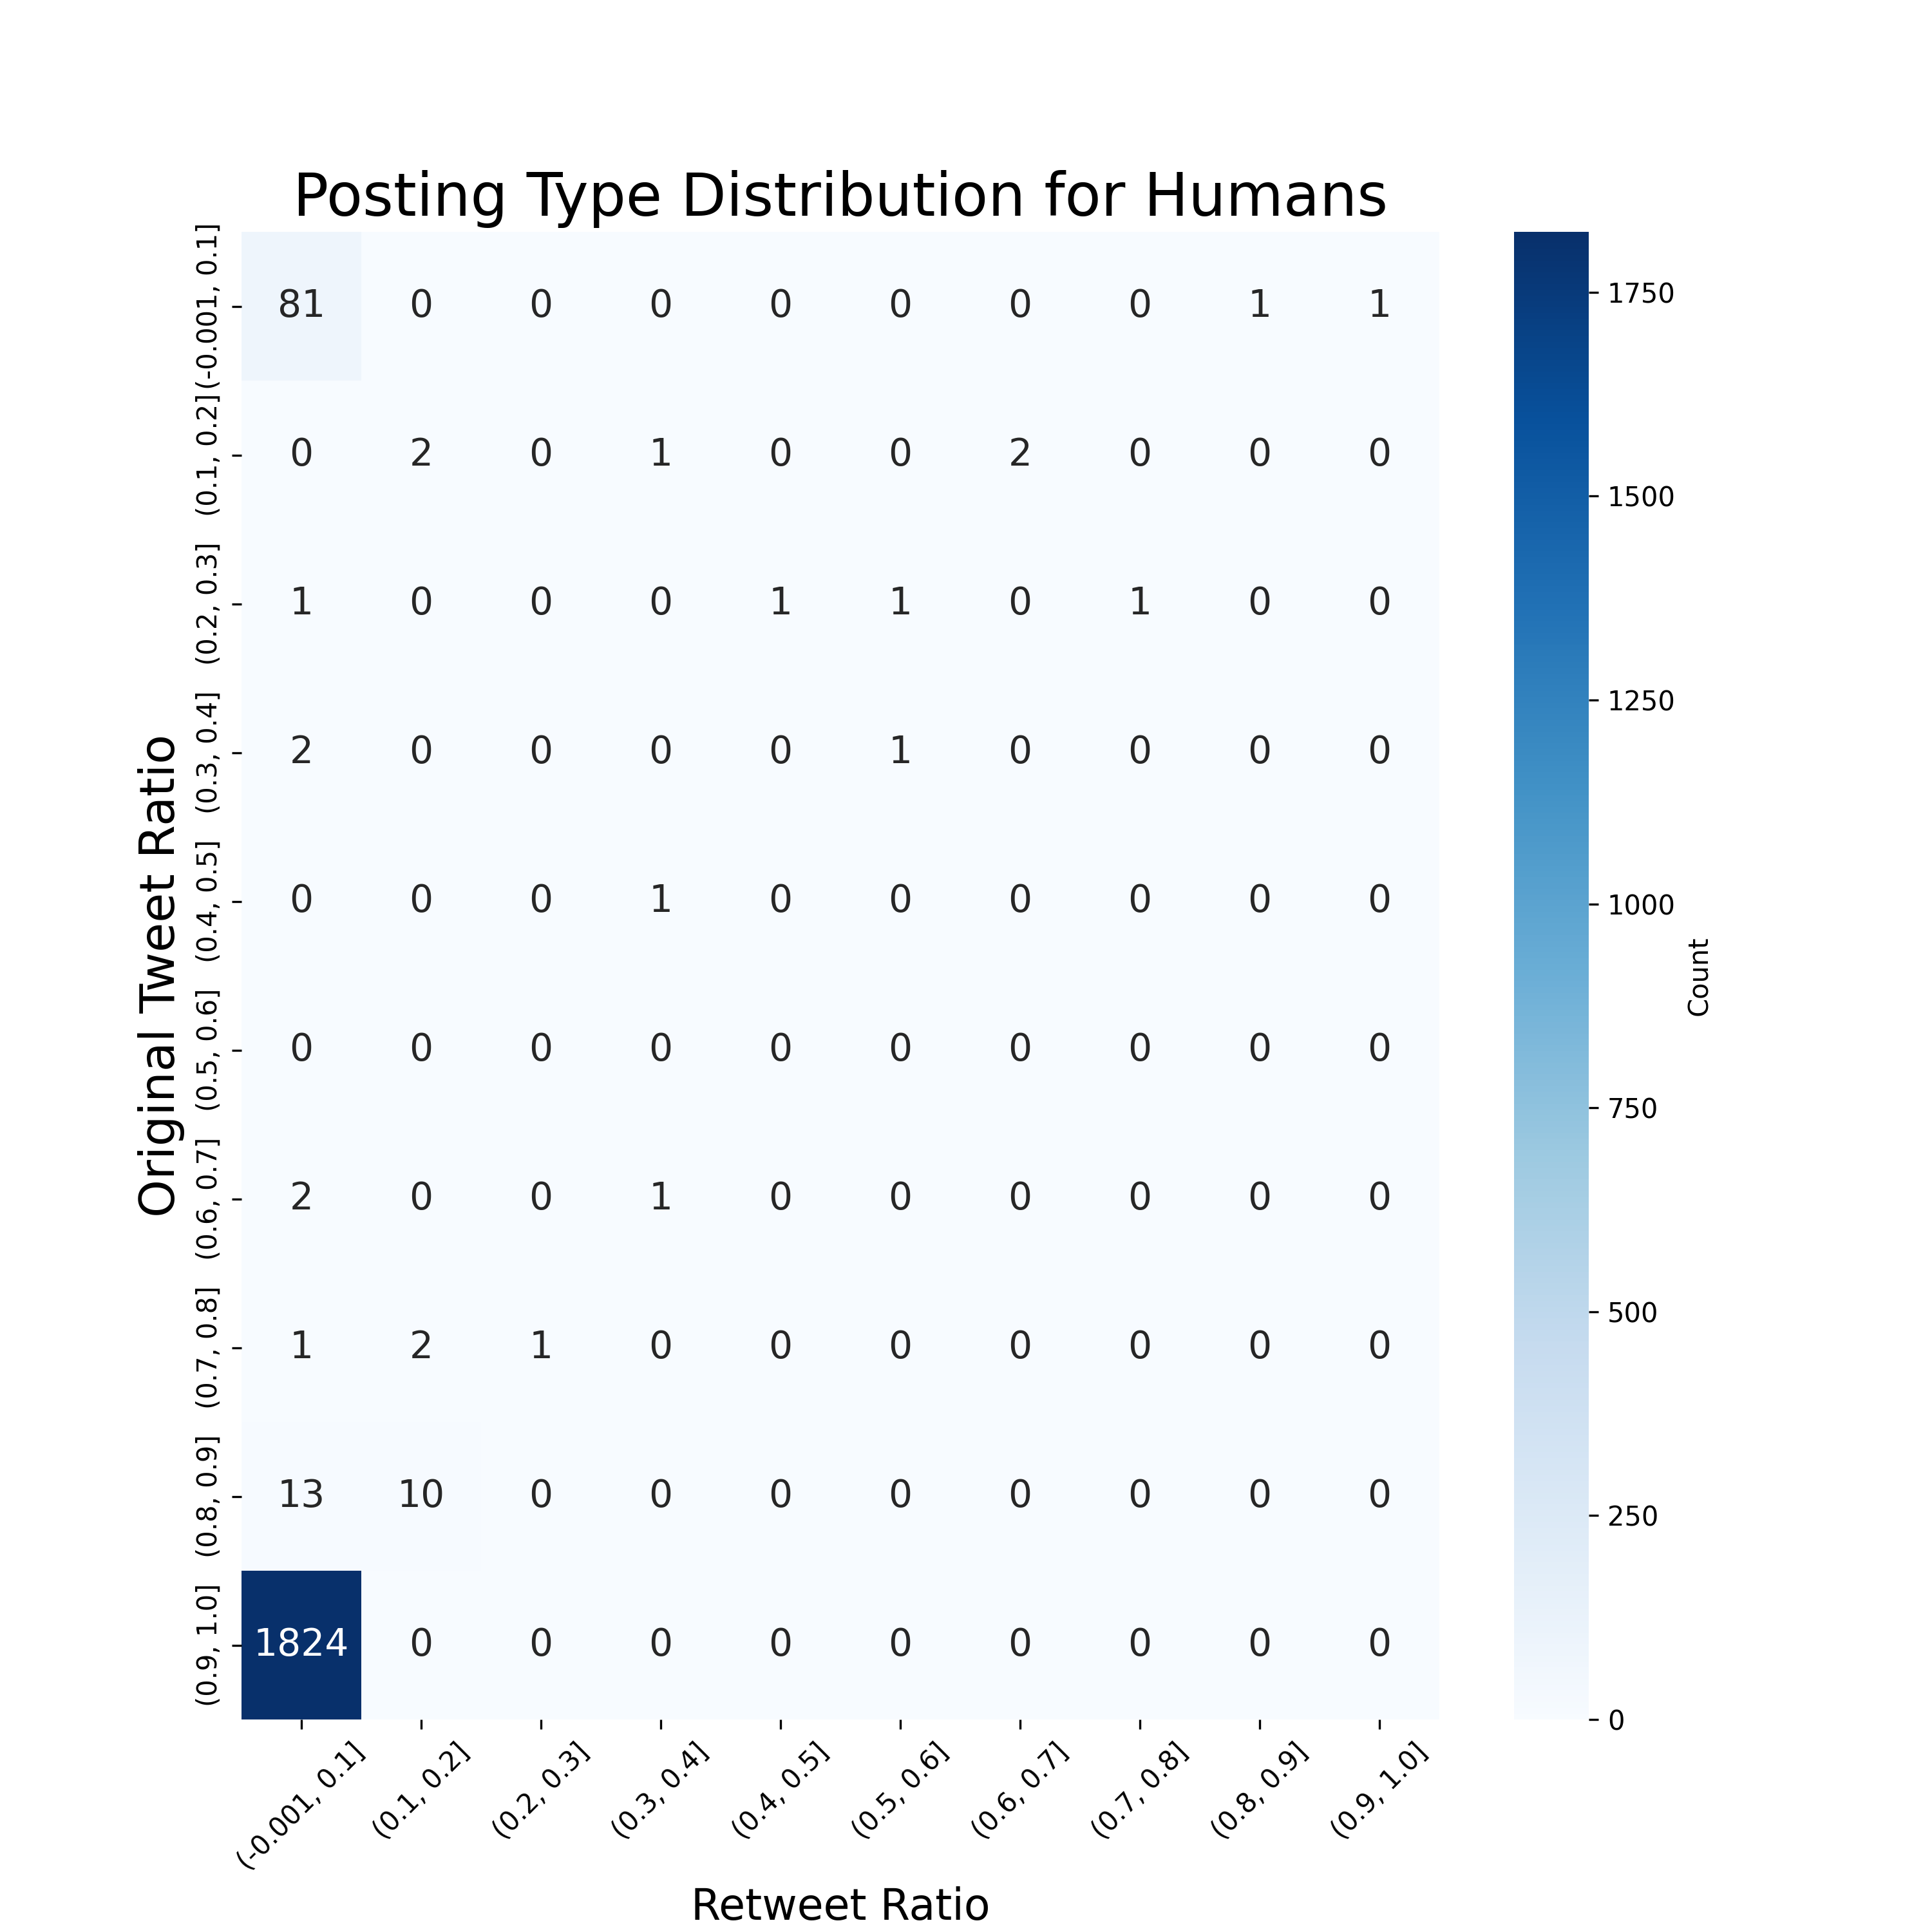 Posting Type Distribution for Humans
Original Tweet Ratio
(-0.001, 0.1] 81 0 0 0 0 0 0 0 1 1
(0.1, 0.2] 0 2 0 1 0 0 2 0 0 0
(0.2, 0.3] 1 0 0 0 1 1 0 1 0 0
(0.3, 0.4] 2 0 0 0 0 1 0 0 0 0
(0.4, 0.5] 0 0 0 1 0 0 0 0 0 0
(0.5, 0.6] 0 0 0 0 0 0 0 0 0 0
(0.6, 0.7] 2 0 0 1 0 0 0 0 0 0
(0.7, 0.8] 1 2 1 0 0 0 0 0 0 0
(0.8, 0.9] 13 10 0 0 0 0 0 0 0 0
(0.9, 1.0] 1824 0 0 0 0 0 0 0 0 0
(-0.001, 0.1] (0.1, 0.2] (0.2, 0.3] (0.3, 0.4] (0.4, 0.5] (0.5, 0.6] (0.6, 0.7] (0.7, 0.8] (0.8, 0.9] (0.9, 1.0]
Retweet Ratio
1750
1500
1250
1000
750
500
250
0
Count